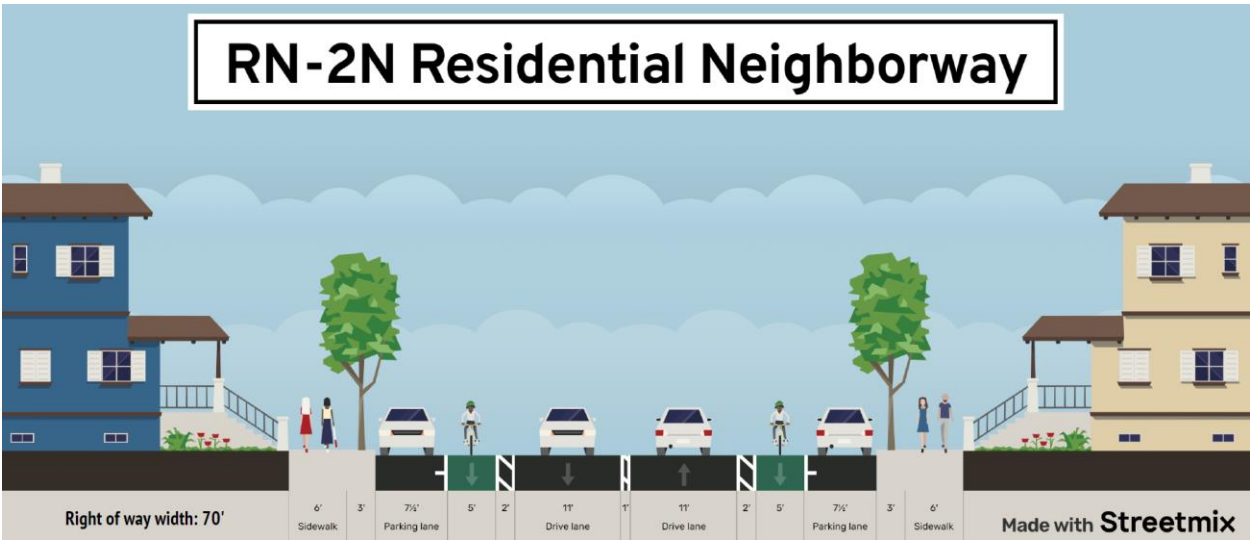 RN-2N Residential Neighborway
Right of way width: 70'
6' 3' 7½' 5' 2' 11' 1' 11' 2' 5' 7½' 3' 6'
Sidewalk Parking lane Drive lane Drive lane Parking lane Sidewalk
Made with Streetmix